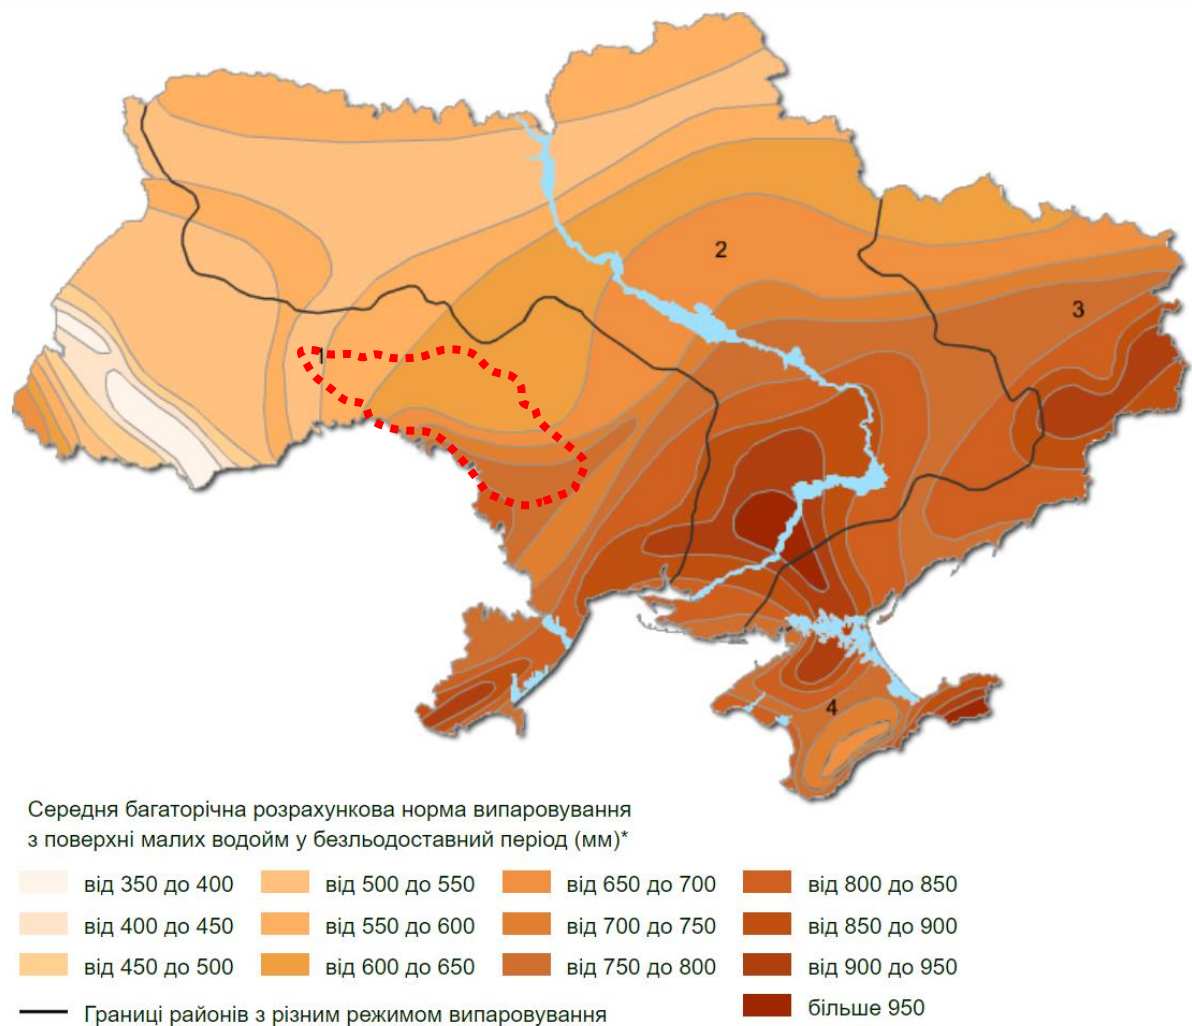 1
2
3
4
Середня багаторічна розрахункова норма випаровування
з поверхні малих водойм у безльодоставний період (мм)*
від 350 до 400
від 500 до 550
від 650 до 700
від 800 до 850
від 400 до 450
від 550 до 600
від 700 до 750
від 850 до 900
від 450 до 500
від 600 до 650
від 750 до 800
від 900 до 950
Границі районів з різним режимом випаровування
більше 950